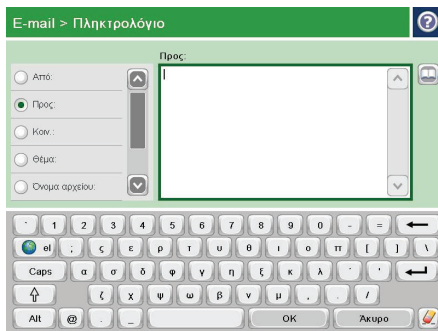 E-mail > Πληκτρολόγιο
Προς:
Από:
Προς:
Κοιν.:
Θέμα:
Όνομα αρχείου:
` 1 2 3 4 5 6 7 8 9 0 - =
el ; ς ε ρ τ υ θ ι ο π [ ] \
Caps α σ δ φ γ η ξ κ λ ΄ '
ζ χ ψ ω β ν μ , . /
Alt @ . _ OK Άκυρο